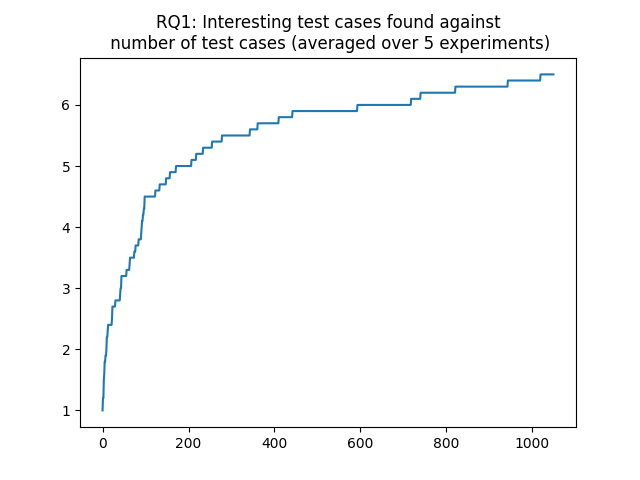 RQ1: Interesting test cases found against
number of test cases (averaged over 5 experiments)
6
5
4
3
2
1
0 200 400 600 800 1000